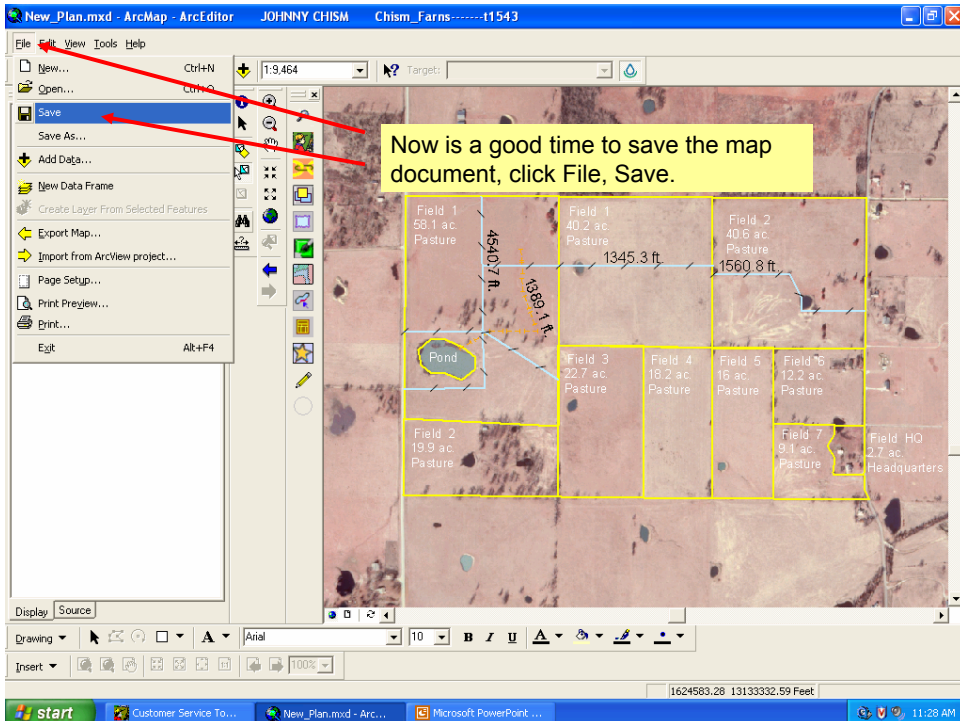 New_Plan.mxd - ArcMap - ArcEditor JOHNNY CHISM Chism_Farns-------t1543
File Edit View Tools Help
New... Ctrl+N
Open... Ctrl+O
Save
Save As...
Add Data...
New Data Frame
Create Layer From Selected Features
Export Map...
Import from ArcView project...
Page Setup...
Print Preview...
Print...
Exit Alt+F4
1:9,464
Target:
Now is a good time to save the map
document, click File, Save.
Field 1
58.1 ac.
Pasture
Field 1
40.2 ac.
Pasture
Field 2
40.6 ac.
Pasture
4540.7 ft.
1389.1 ft.
1345.3 ft.
1560.8 ft.
Pond
Field 3
22.7 ac.
Pasture
Field 4
18.2 ac.
Pasture
Field 5
16 ac.
Pasture
Field 6
12.2 ac.
Pasture
Field 2
19.9 ac.
Pasture
Field 7
9.1 ac.
Pasture
Field HQ
2.7 ac.
Headquarters
Display Source
Drawing A Arial 10 B I U A
Insert 100%
1624583.28 13133332.59 Feet
start Customer Service To... New_Plan.mxd - Arc... Microsoft PowerPoint ... 11:28 AM